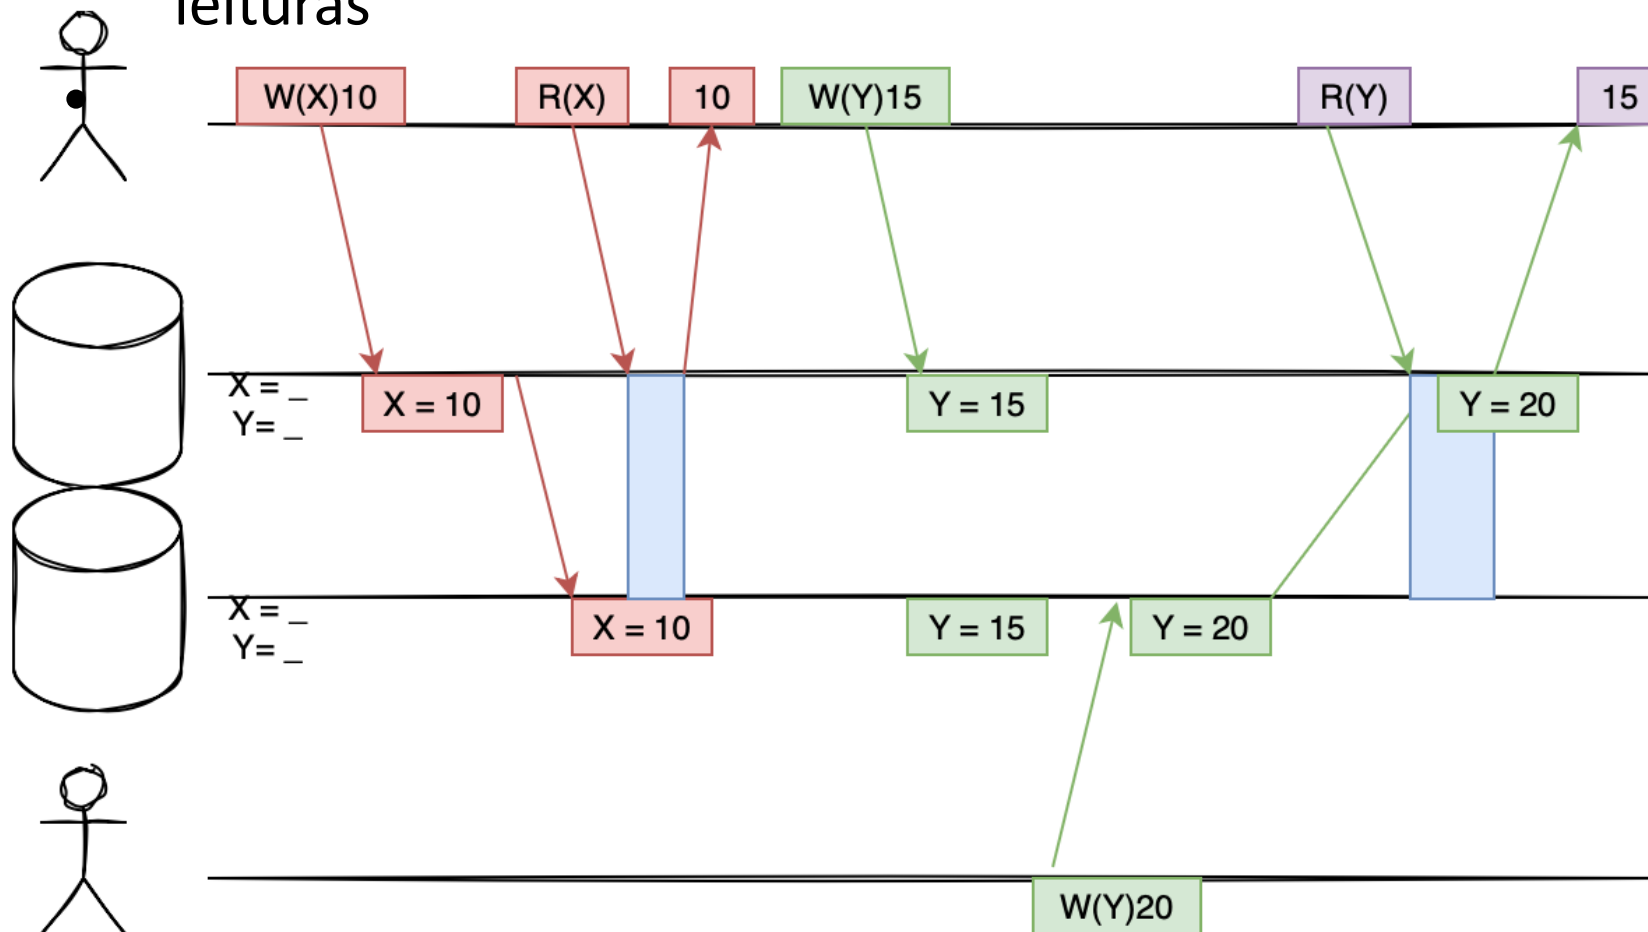 leituras
W(X)10
R(X)
10
W(Y)15
R(Y)
15
X = _
Y= _
X = 10
Y = 15
Y = 20
X = _
Y= _
X = 10
Y = 15
Y = 20
W(Y)20